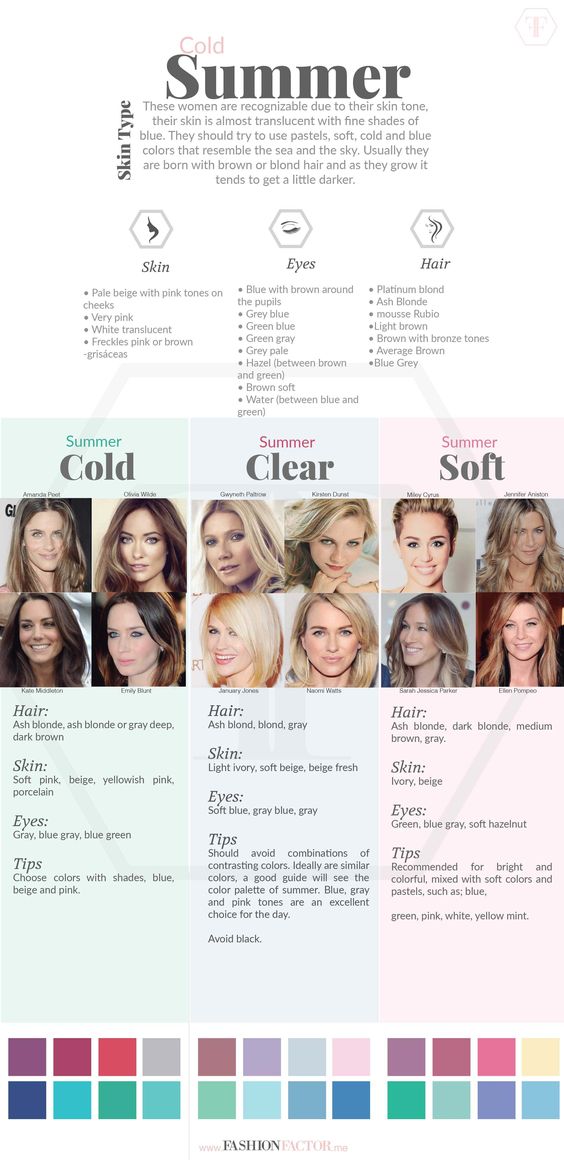 Cold
Summer
Skin Type
These women are recognizable due to their skin tone,
their skin is almost translucent with fine shades of
blue. They should try to use pastels, soft, cold and blue
colors that resemble the sea and the sky. Usually they
are born with brown or blond hair and as they grow it
tends to get a little darker.
Skin
• Pale beige with pink tones on
cheeks
• Very pink
• White translucent
• Freckles pink or brown
-grisáceas
Eyes
• Blue with brown around
the pupils
• Grey blue
• Green blue
• Green gray
• Grey pale
• Hazel (between brown
and green)
• Brown soft
• Water (between blue and
green)
Hair
• Platinum blond
• Ash Blonde
• mousse Rubio
•Light brown
• Brown with bronze tones
• Average Brown
•Blue Grey
Summer
Cold
Amanda Peet
Olivia Wilde
Kate Middleton
Emily Blunt
Hair:
Ash blonde, ash blonde or gray deep,
dark brown
Skin:
Soft pink, beige, yellowish pink,
porcelain
Eyes:
Gray, blue gray, blue green
Tips
Choose colors with shades, blue,
beige and pink.
Summer
Clear
Gwyneth Paltrow
Kirsten Dunst
January Jones
Naomi Watts
Hair:
Ash blond, blond, gray
Skin:
Light ivory, soft beige, beige fresh
Eyes:
Soft blue, gray blue, gray
Tips
Should avoid combinations of
contrasting colors. Ideally are similar
colors, a good guide will see the
color palette of summer. Blue, gray
and pink tones are an excellent
choice for the day.
Avoid black.
Summer
Soft
Miley Cyrus
Jennifer Aniston
Sarah Jessica Parker
Ellen Pompeo
Hair:
Ash blonde, dark blonde, medium
brown, gray.
Skin:
Ivory, beige
Eyes:
Green, blue gray, soft hazelnut
Tips
Recommended for bright and
colorful, mixed with soft colors and
pastels, such as; blue,
green, pink, white, yellow mint.
www.FASHIONFACTOR.me